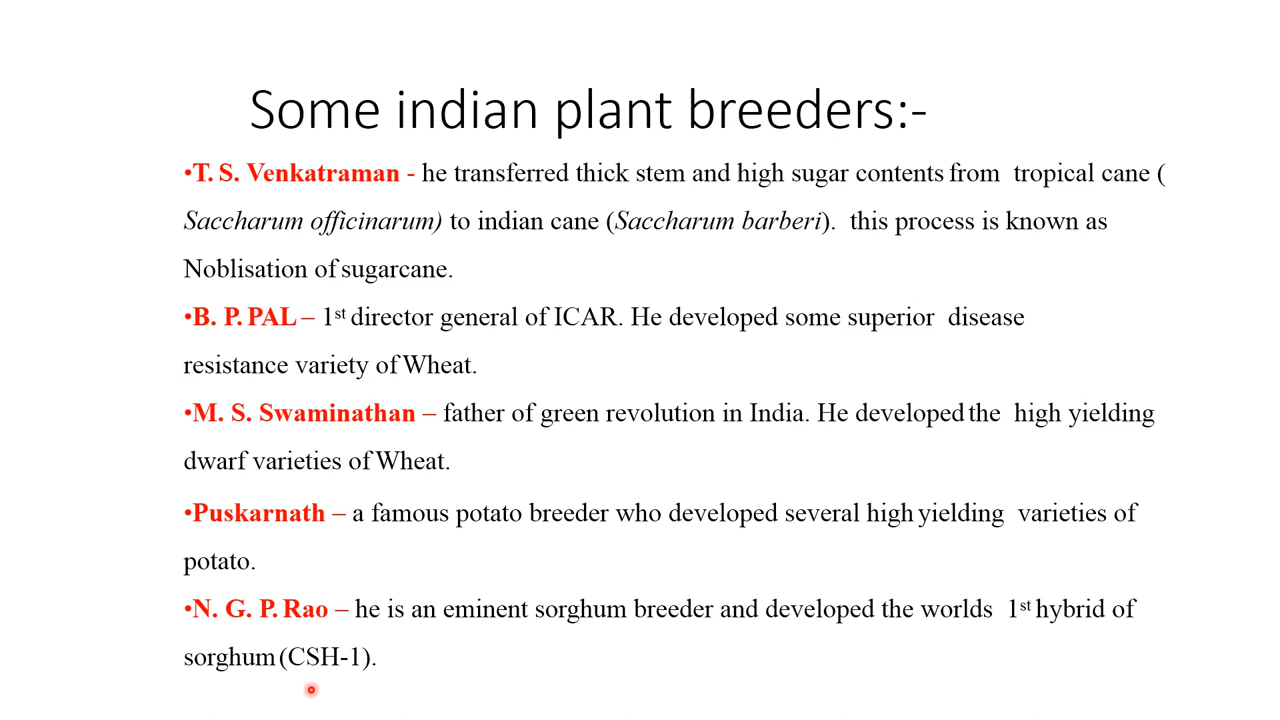 Some indian plant breeders:-
•T. S. Venkatraman - he transferred thick stem and high sugar contents from tropical cane (
Saccharum officinarum) to indian cane (Saccharum barberi). this process is known as
Noblisation of sugarcane.
•B. P. PAL – 1st director general of ICAR. He developed some superior disease
resistance variety of Wheat.
•M. S. Swaminathan – father of green revolution in India. He developed the high yielding
dwarf varieties of Wheat.
•Puskarnath – a famous potato breeder who developed several high yielding varieties of
potato.
•N. G. P. Rao – he is an eminent sorghum breeder and developed the worlds 1st hybrid of
sorghum (CSH-1).